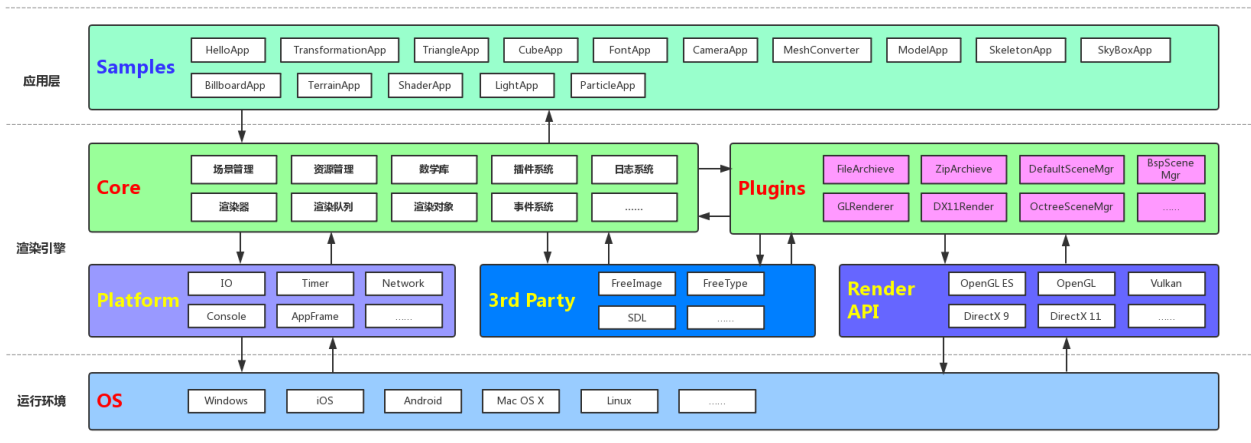 应用层
Samples
HelloApp
TransformationApp
TriangleApp
CubeApp
FontApp
CameraApp
MeshConverter
ModelApp
SkeletonApp
SkyBoxApp
BillboardApp
TerrainApp
ShaderApp
LightApp
ParticleApp
渲染引擎
Core
场景管理
资源管理
数学库
插件系统
日志系统
渲染器
渲染队列
渲染对象
事件系统
......
Plugins
FileArchieve
ZipArchieve
DefaultSceneMgr
BspScene
Mgr
GLRenderer
DX11Render
OctreeSceneMgr
......
Platform
IO
Timer
Network
Console
AppFrame
......
3rd Party
FreeImage
FreeType
SDL
......
Render
API
OpenGL ES
OpenGL
Vulkan
DirectX 9
DirectX 11
......
运行环境
OS
Windows
iOS
Android
Mac OS X
Linux
......